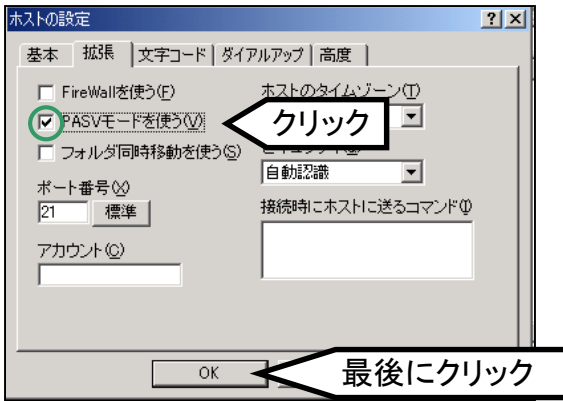 ホストの設定
基本 拡張 文字コード ダイアルアップ 高度
FireWallを使う(F)
PASVモードを使う(V)
フォルダ同時移動を使う(S)
ポート番号(X)
21 標準
アカウント(C)
ホストのタイムゾーン(T)
クリック
自動認識
接続時にホストに送るコマンド(I)
OK
最後にクリック